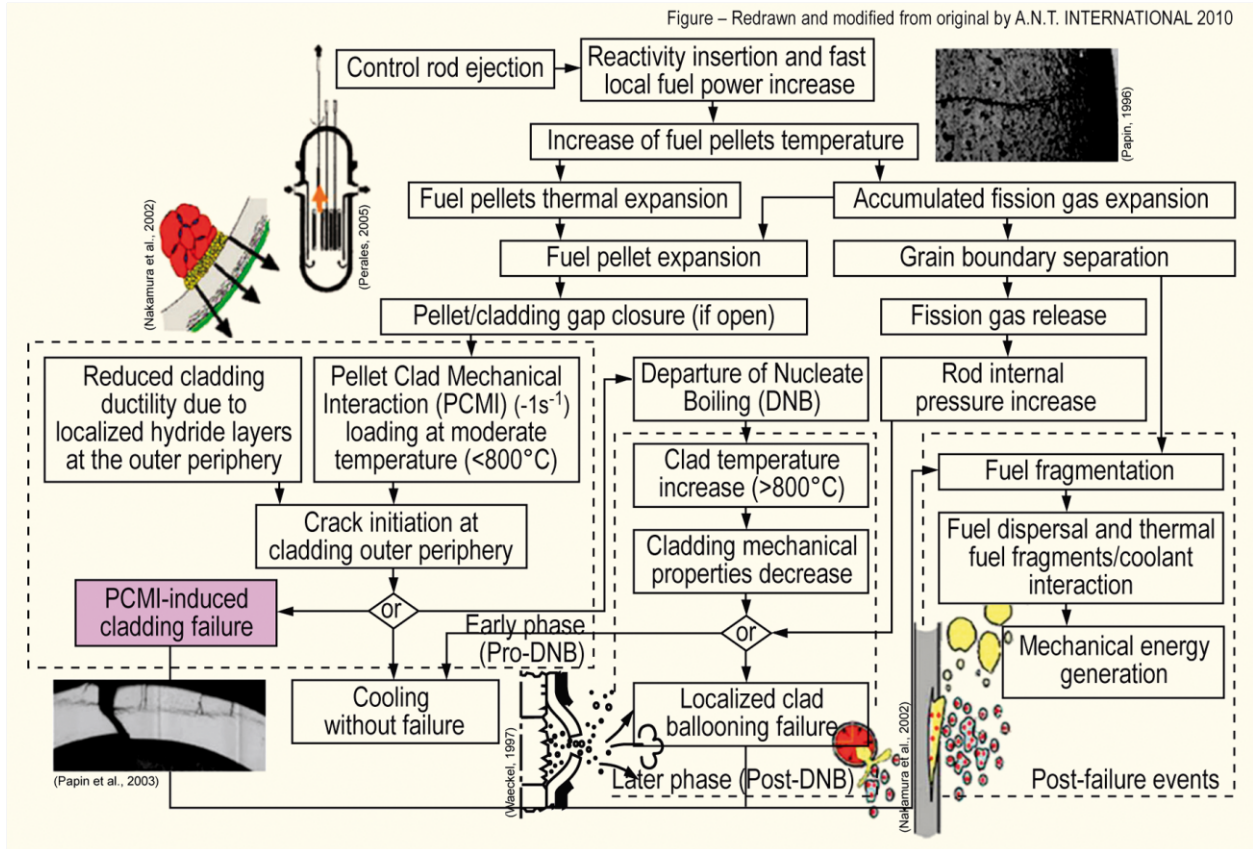 Figure – Redrawn and modified from original by A.N.T. INTERNATIONAL 2010
Control rod ejection
Reactivity insertion and fast
local fuel power increase
(Papin, 1996)
Increase of fuel pellets temperature
Fuel pellets thermal expansion
Accumulated fission gas expansion
(Nakamura et al., 2002)
(Perales, 2005)
Fuel pellet expansion
Grain boundary separation
Pellet/cladding gap closure (if open)
Fission gas release
Reduced cladding
ductility due to
localized hydride layers
at the outer periphery
Pellet Clad Mechanical
Interaction (PCMI) (-1s⁻¹)
loading at moderate
temperature (<800°C)
Departure of Nucleate
Boiling (DNB)
Rod internal
pressure increase
Clad temperature
increase (>800°C)
Fuel fragmentation
Crack initiation at
cladding outer periphery
Cladding mechanical
properties decrease
Fuel dispersal and thermal
fuel fragments/coolant
interaction
PCMI-induced
cladding failure
or
Early phase
(Pro-DNB)
or
Mechanical energy
generation
Cooling
without failure
Localized clad
ballooning failure
(Papin et al., 2003)
(Waeckel, 1997)
Later phase (Post-DNB)
(Nakamura et al., 2002)
Post-failure events